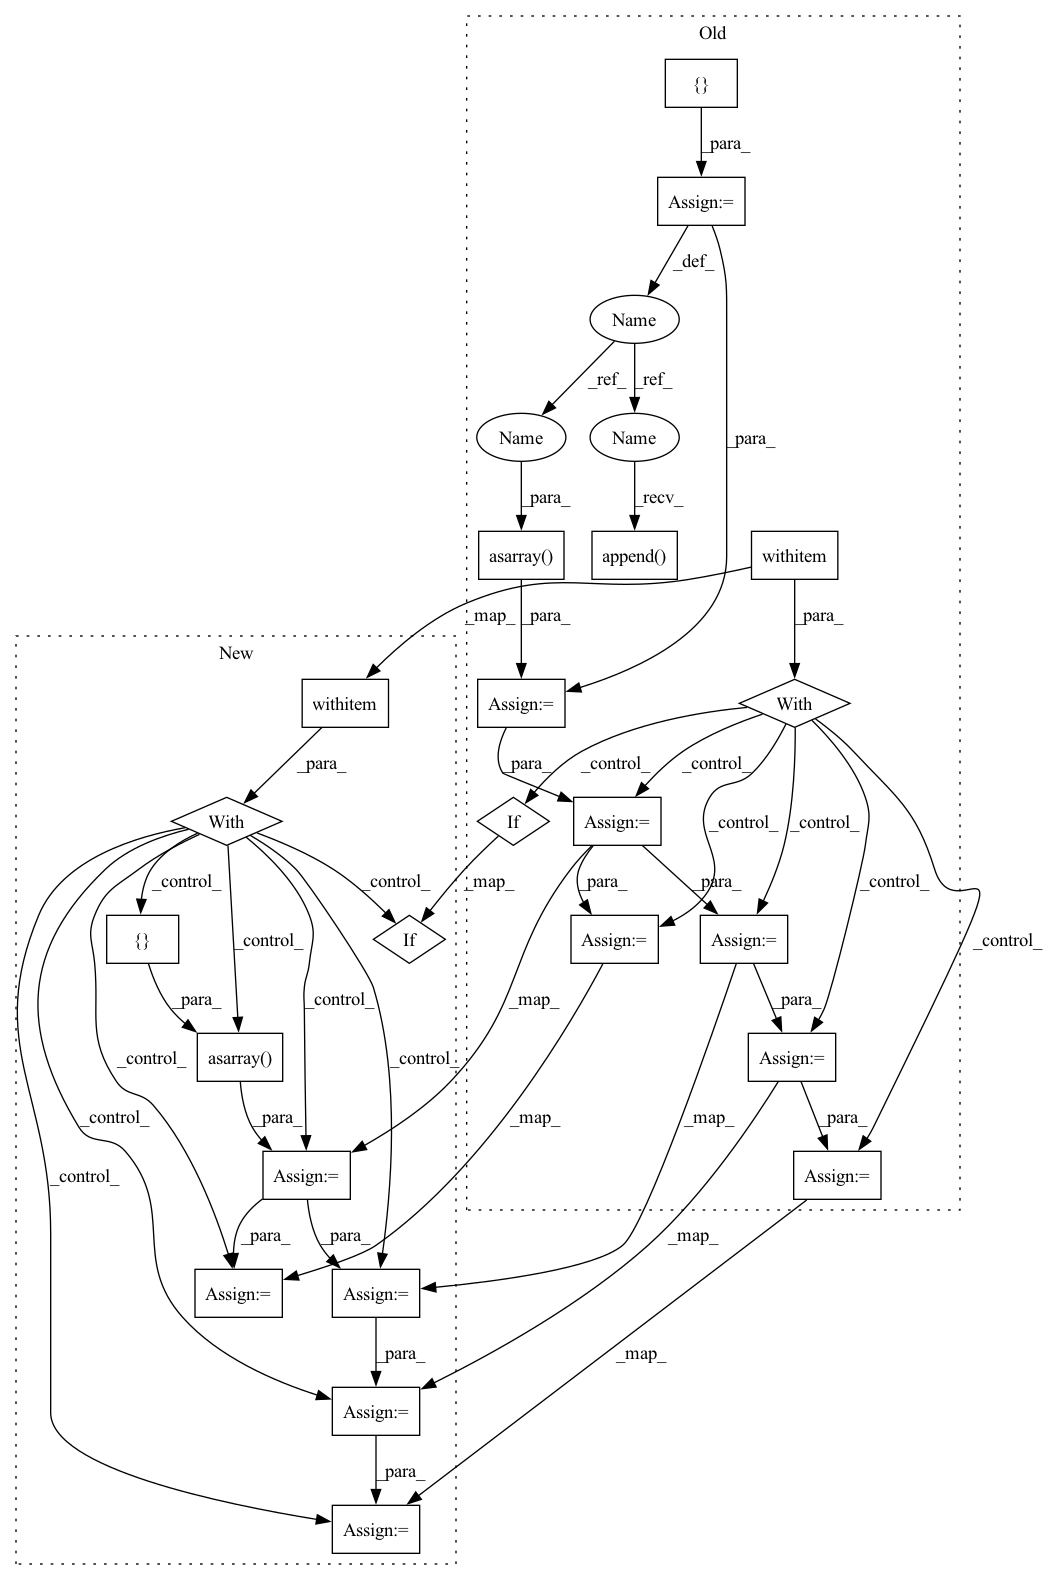 Old
{}
_para_
Assign:=
_def_
Name
_ref_ _ref_
Name Name _para_
_para_ _recv_
asarray() append() withitem
_map_ _para_ _para_
New
withitem Assign:= With
_para_ _para_ _control_ _control_
With If Assign:= _control_ _control_
_control_ _control_ _map_ _para_ _para_ _control_
{} _control_ If Assign:= Assign:= _control_
_para_ _control_ _map_ _para_
asarray() _control_ _control_ Assign:=
_control_ _para_ _map_ _map_ _para_
_control_ Assign:= Assign:=
_para_ _para_ _map_
Assign:= Assign:=
_para_ _map_
Assign:=
_para_
Assign:=